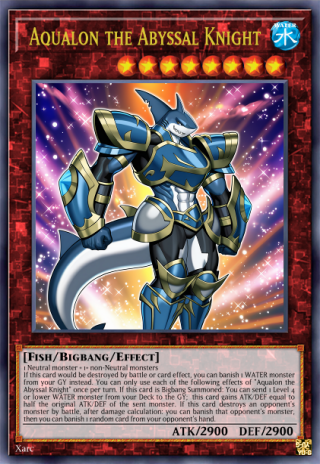 Aqualon the Abyssal Knight
WATER
水
[Fish/Bigbang/Effect]
1 Neutral monster + 1+ non-Neutral monster
If this card would be destroyed by battle or card effect, you can banish 1 WATER monster
from your GY instead. You can only use each of the following effects of "Aqualon the
Abyssal Knight" once per turn. If this card is Bigbang Summoned: You can send 1 Level 4
or lower WATER monster from your Deck to the GY; this card gains ATK/DEF equal to
half the original ATK/DEF of the sent monster. If this card destroys an opponent's
monster by battle, after damage calculation: you can banish that opponent's monster,
then you can banish 1 random card from your opponent's hand.
ATK/2900 DEF/2900
Xarc